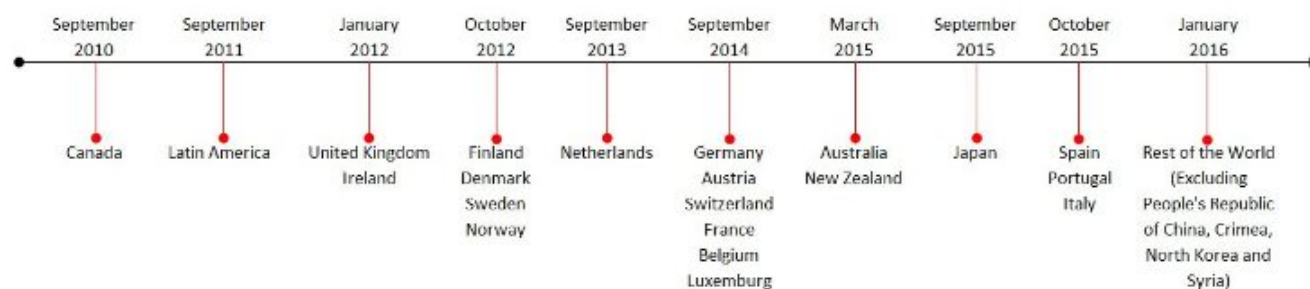 September
2010
September
2011
January
2012
October
2012
September
2013
September
2014
March
2015
September
2015
October
2015
January
2016
Canada
Latin America
United Kingdom
Ireland
Finland
Denmark
Sweden
Norway
Netherlands
Germany
Austria
Switzerland
France
Belgium
Luxemburg
Australia
New Zealand
Japan
Spain
Portugal
Italy
Rest of the World
(Excluding
People's Republic
of China, Crimea,
North Korea and
Syria)